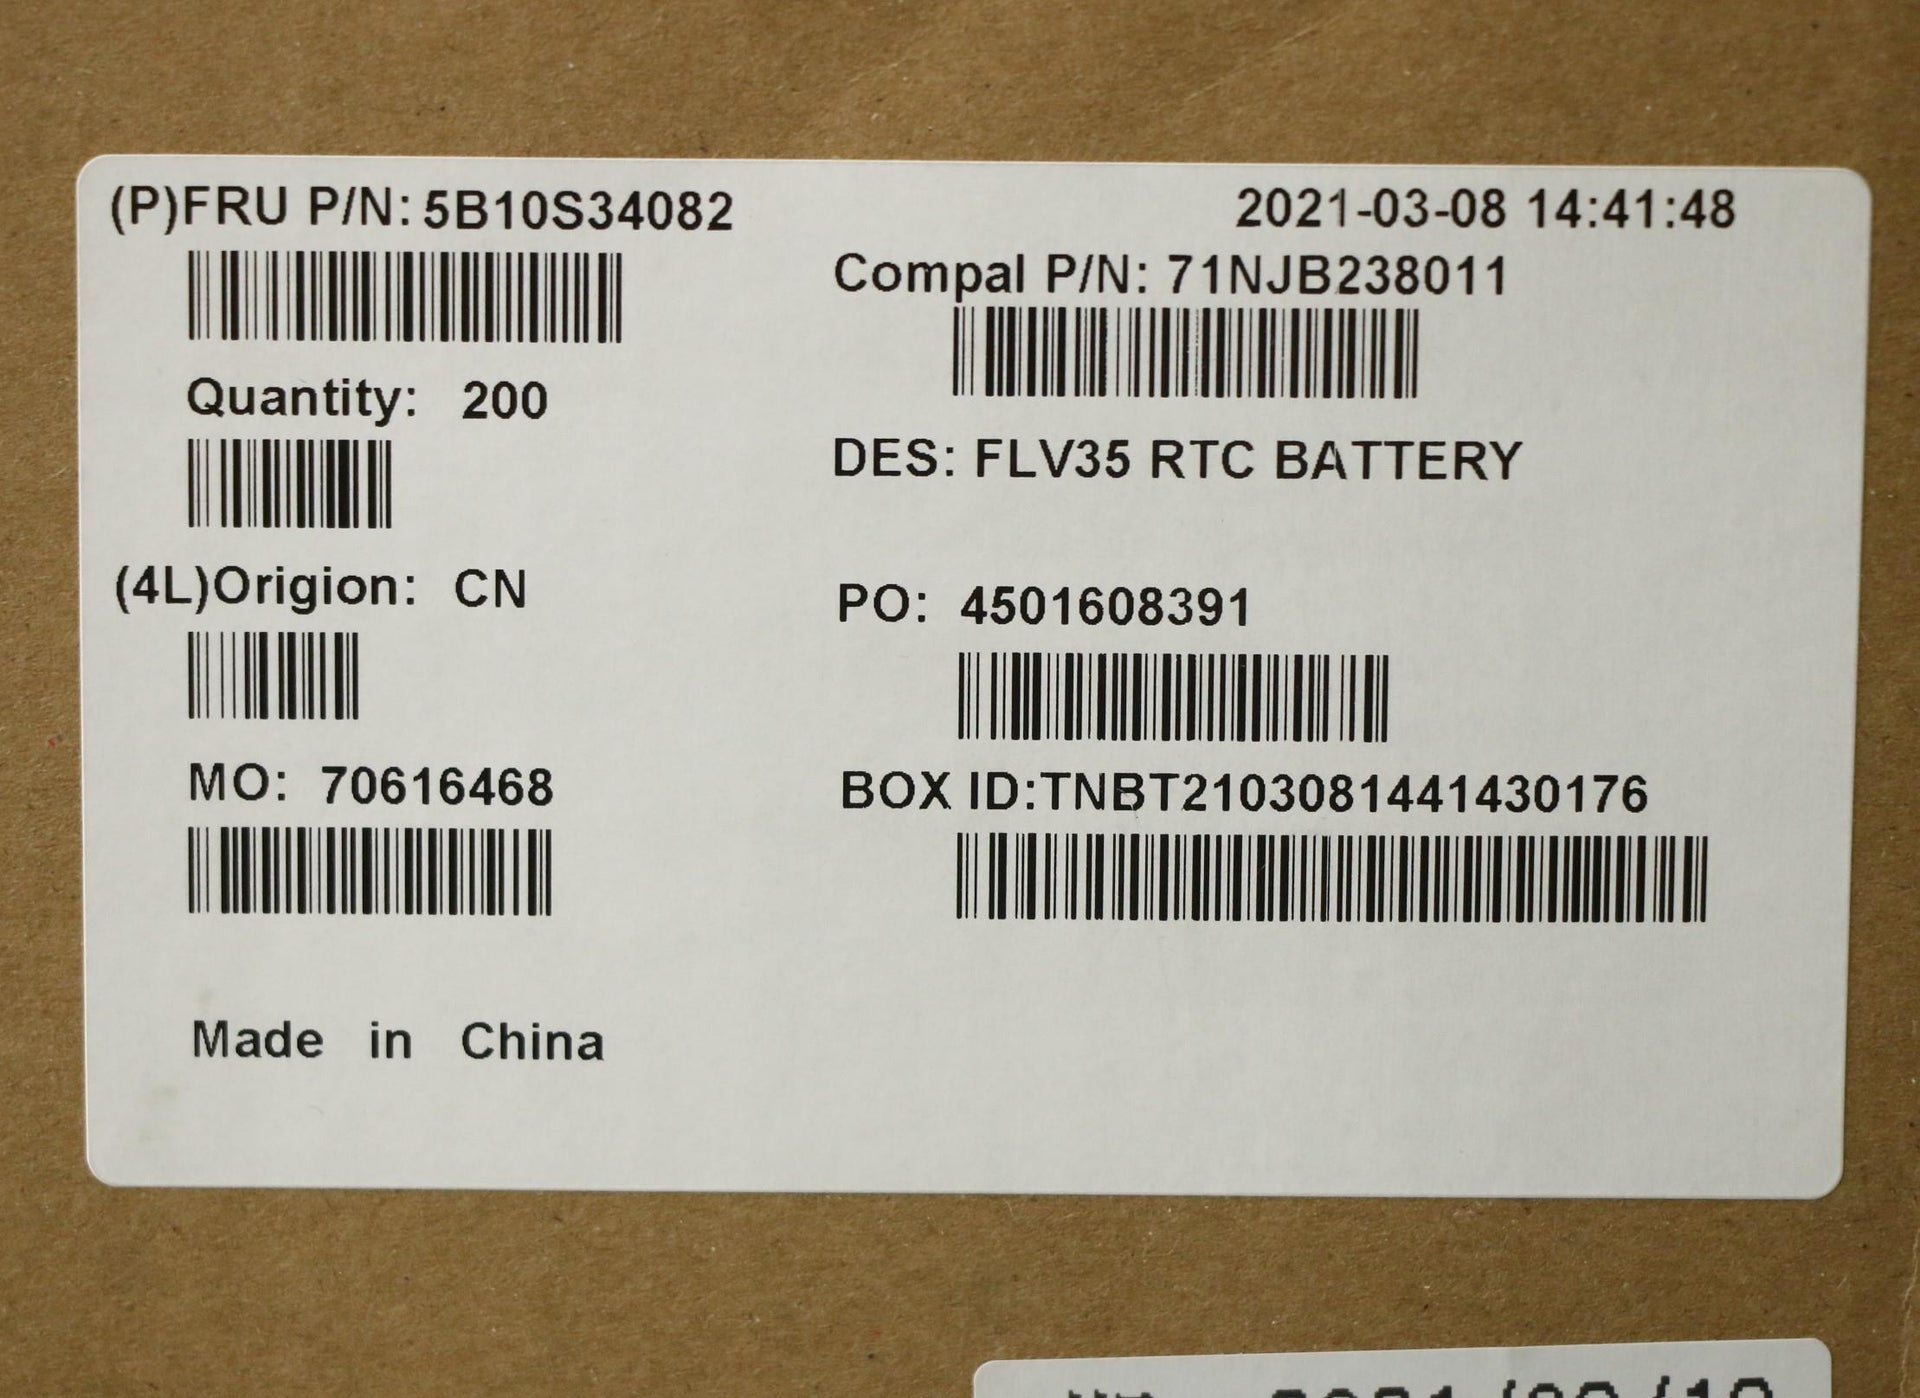 (P)FRU P/N: 5B10S34082
2021-03-08 14:41:48
Compal P/N: 71NJB238011
Quantity: 200
DES: FLV35 RTC BATTERY
(4L)Origion: CN
PO: 4501608391
MO: 70616468
BOX ID:TNBT2103081441430176
Made in China